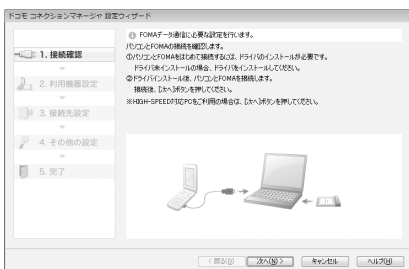 ドコモ コネクションマネージャ 設定ウィザード
1. 接続確認
2. 利用機器設定
3. 接続先設定
4. その他の設定
5. 完了
FOMAデータ通信に必要な設定を行います。
パソコンとFOMAの接続を確認します。
①パソコンとFOMAをはじめて接続するには、ドライバのインストールが必要です。
ドライバ未インストールの場合、ドライバをインストールしてください。
②ドライバインストール後、パソコンとFOMAを接続します。
接続後、[次へ]ボタンを押してください。
※HIGH-SPEED対応PCをご利用の場合は、[次へ]ボタンを押してください。
< 戻る(B)
次へ(N) >
キャンセル
ヘルプ(H)